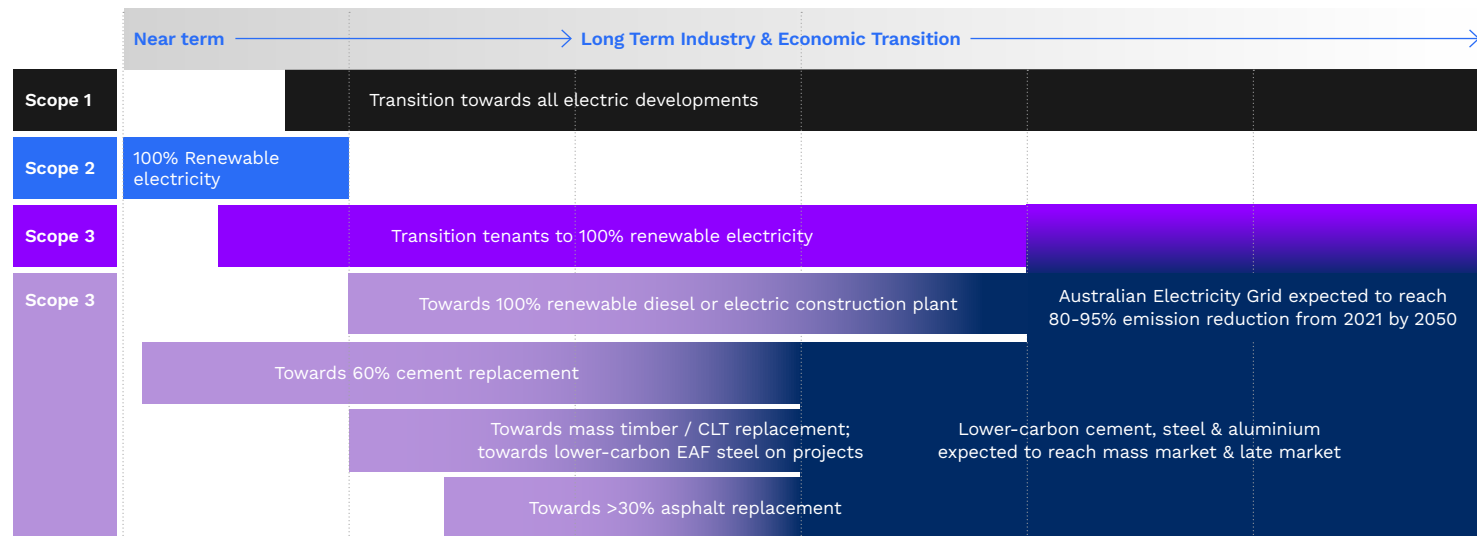 Near term
Long Term Industry & Economic Transition
Scope 1
Transition towards all electric developments
Scope 2
100% Renewable
electricity
Scope 3
Transition tenants to 100% renewable electricity
Scope 3
Towards 100% renewable diesel or electric construction plant
Australian Electricity Grid expected to reach
80-95% emission reduction from 2021 by 2050
Towards 60% cement replacement
Towards mass timber / CLT replacement;
towards lower-carbon EAF steel on projects
Lower-carbon cement, steel & aluminium
expected to reach mass market & late market
Towards >30% asphalt replacement